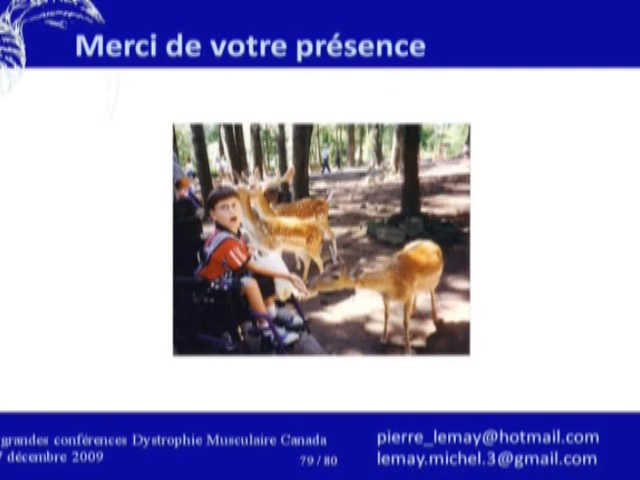 Merci de votre présence
grandes conférences Dystrophie Musculaire Canada
7 décembre 2009
79 / 80
pierre_lemay@hotmail.com
lemay.michel.3@gmail.com